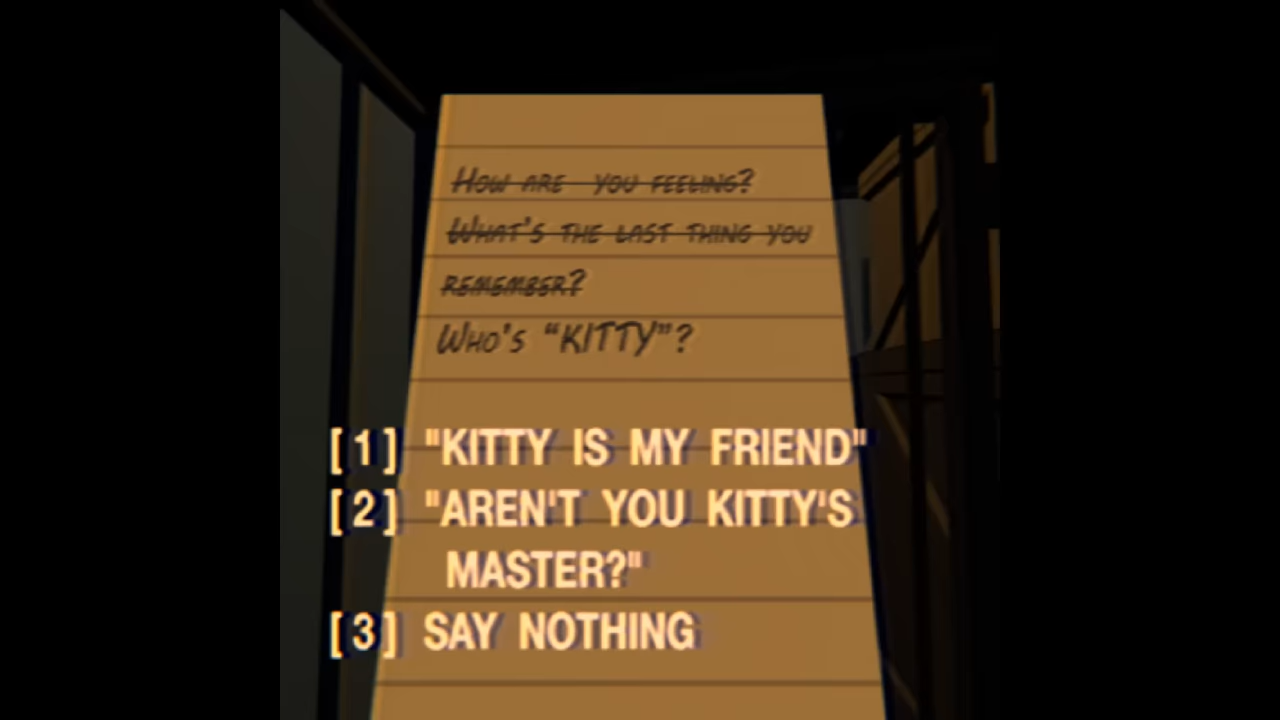 How are you feeling?
What's the last thing you
remember?
Who's "KITTY"?
[1] "KITTY IS MY FRIEND"
[2] "AREN'T YOU KITTY'S
MASTER?"
[3] SAY NOTHING